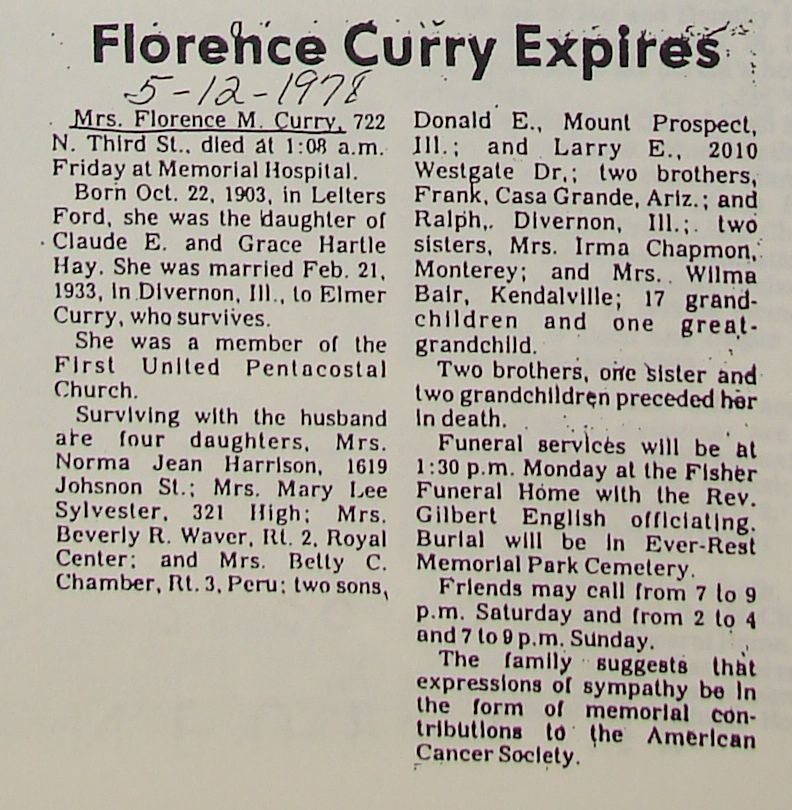 Florence Curry Expires
5-12-1978
Mrs. Florence M. Curry, 722
N. Third St., died at 1:08 a.m.
Friday at Memorial Hospital.
Born Oct. 22, 1903, in Leiters
Ford, she was the daughter of
Claude E. and Grace Hartle
Hay. She was married Feb. 21,
1933, in Divernon, Ill., to Elmer
Curry, who survives.
She was a member of the
First United Pentacostal
Church.
Surviving with the husband
are four daughters, Mrs.
Norma Jean Harrison, 1619
Johsnon St.; Mrs. Mary Lee
Sylvester, 321 High; Mrs.
Beverly R. Waver, Rt. 2, Royal
Center; and Mrs. Betty C.
Chamber, Rt. 3, Peru; two sons,
Donald E., Mount Prospect,
Ill.; and Larry E., 2010
Westgate Dr.; two brothers,
Frank, Casa Grande, Ariz.; and
Ralph, Divernon, Ill.; two
sisters, Mrs. Irma Chapmon,
Monterey; and Mrs. Wilma
Bair, Kendalville; 17 grand-
children and one great-
grandchild.
Two brothers, one sister and
two grandchildren preceded her
in death.
Funeral services will be at
1:30 p.m. Monday at the Fisher
Funeral Home with the Rev.
Gilbert English officiating.
Burial will be in Ever-Rest
Memorial Park Cemetery.
Friends may call from 7 to 9
p.m. Saturday and from 2 to 4
and 7 to 9 p.m. Sunday.
The family suggests that
expressions of sympathy be in
the form of memorial con-
tributions to the American
Cancer Society.